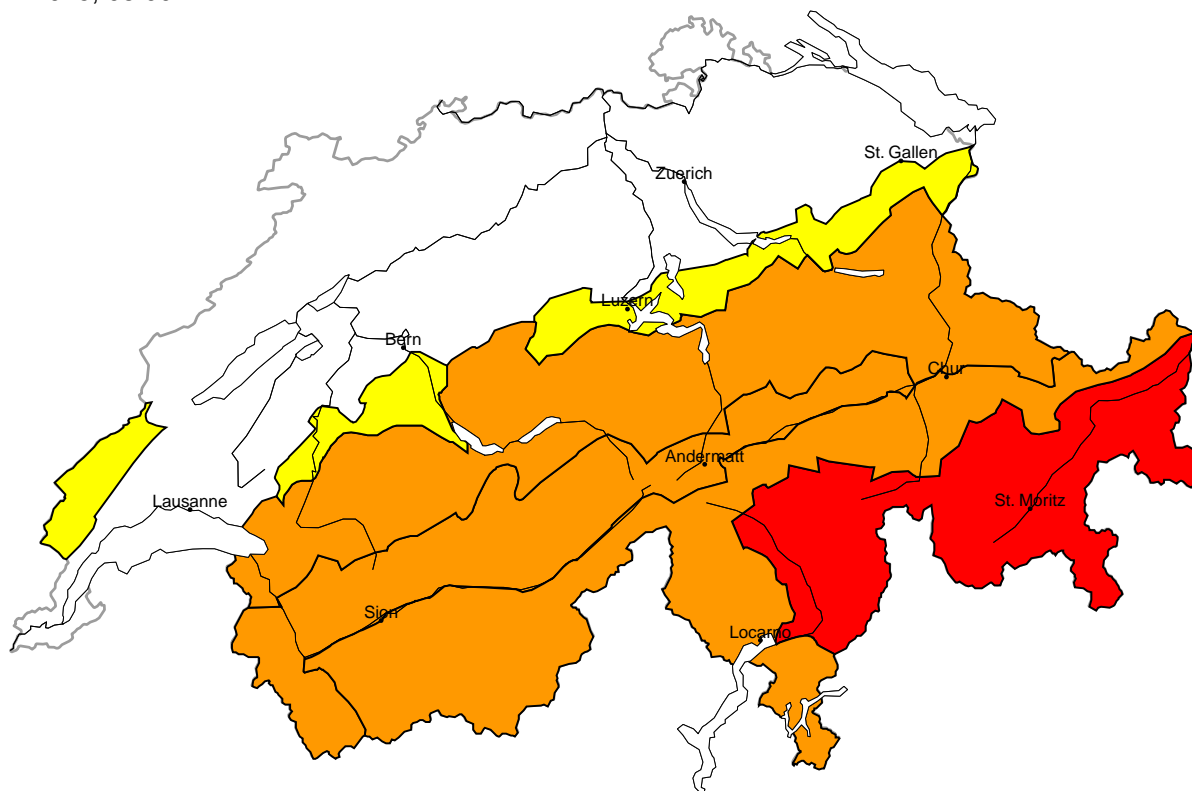 St. Gallen
Zuerich
Luzern
Bern
Chur
Andermatt
Lausanne
St. Moritz
Sion
Locarno